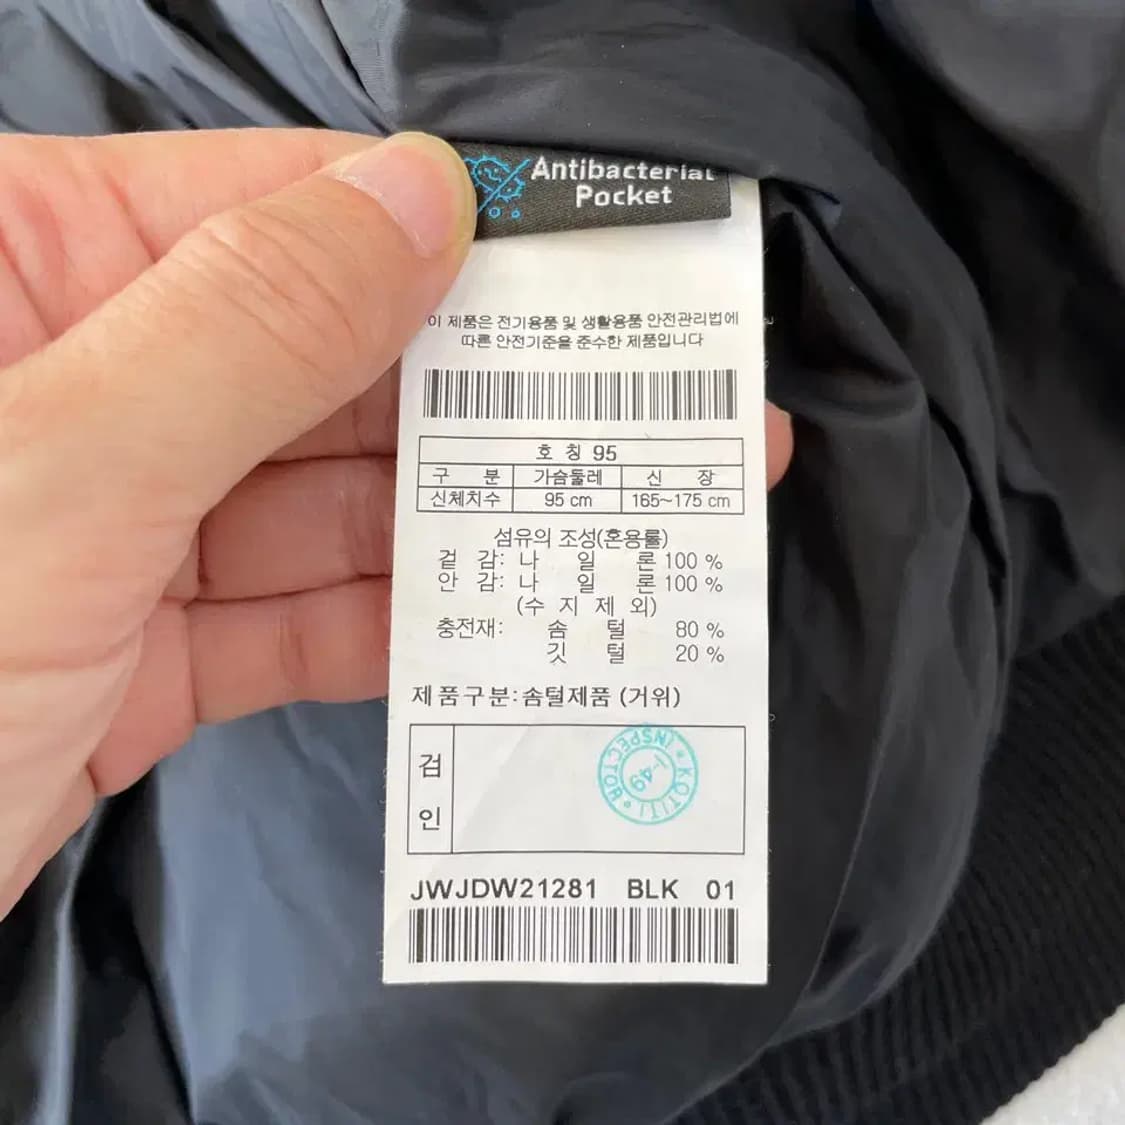 Antibacterial
Pocket
이 제품은 전기용품 및 생활용품 안전관리법에
따른 안전기준을 준수한 제품입니다
호 칭 95
구 분 가슴둘레 신 장
신체치수 95 cm 165~175 cm
섬유의 조성(혼용률)
겉 감: 나 일 론 100 %
안 감: 나 일 론 100 %
(수 지 제 외)
충전재: 솜 털 80 %
깃 털 20 %
제품구분:솜털제품 (거위)
검
인
KOTITI INSPECTOR
I-49
JWJDW21281 BLK 01